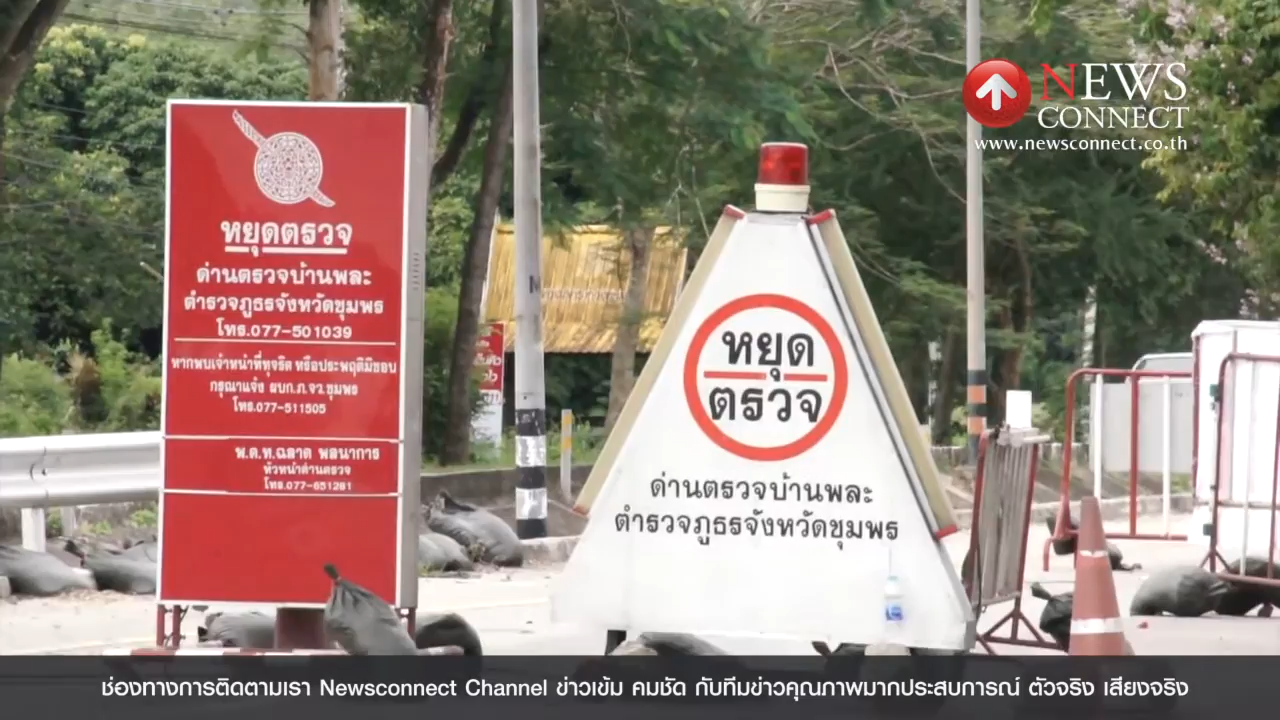 NEWS
CONNECT
www.newsconnect.co.th
หยุดตรวจ
ด่านตรวจบ้านพละ
ตำรวจภูธรจังหวัดชุมพร
โทร.077-501039
หากพบเจ้าหน้าที่ทุจริต หรือประพฤติมิชอบ
กรุณาแจ้ง ผบก.ภ.จว.ชุมพร
โทร.077-511505
พ.ต.ท.ฉลาด พลนาการ
หัวหน้าด่านตรวจ
โทร.077-651281
หยุด
ตรวจ
ด่านตรวจบ้านพละ
ตำรวจภูธรจังหวัดชุมพร
ช่องทางการติดตามเรา Newsconnect Channel ข่าวเข้ม คมชัด กับทีมข่าวคุณภาพมากประสบการณ์ ตัวจริง เสียงจริง